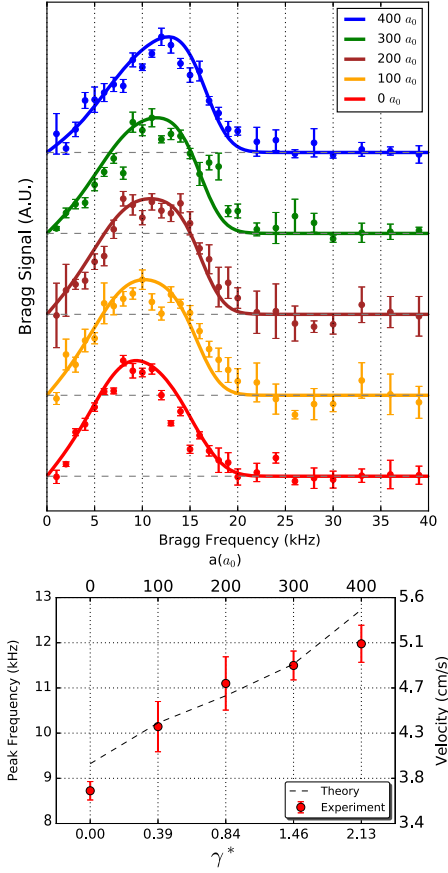 400 a₀
300 a₀
200 a₀
100 a₀
0 a₀
Bragg Signal (A.U.)
0 5 10 15 20 25 30 35 40
Bragg Frequency (kHz)
a(a₀)
0 100 200 300 400
13
12
11
10
9
8
Peak Frequency (kHz)
5.6
5.1
4.7
4.3
3.8
3.4
Velocity (cm/s)
Theory
Experiment
0.00 0.39 0.84 1.46 2.13
γ*